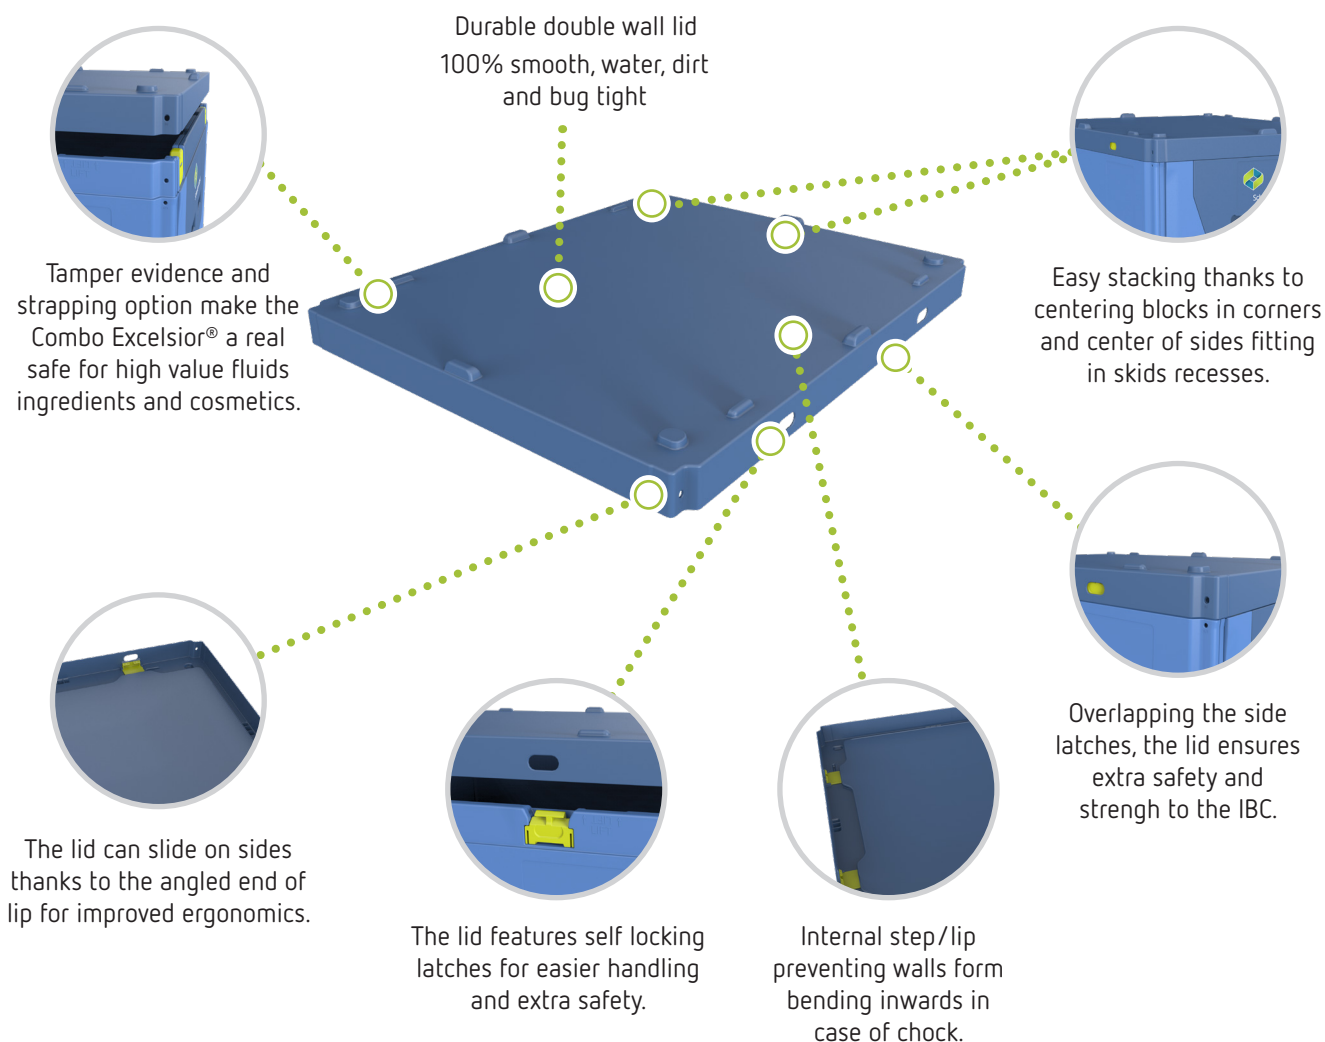 Durable double wall lid
100% smooth, water, dirt
and bug tight
Tamper evidence and
strapping option make the
Combo Excelsior® a real
safe for high value fluids
ingredients and cosmetics.
Easy stacking thanks to
centering blocks in corners
and center of sides fitting
in skids recesses.
Overlapping the side
latches, the lid ensures
extra safety and
strengh to the IBC.
The lid can slide on sides
thanks to the angled end of
lip for improved ergonomics.
The lid features self locking
latches for easier handling
and extra safety.
Internal step/lip
preventing walls form
bending inwards in
case of chock.